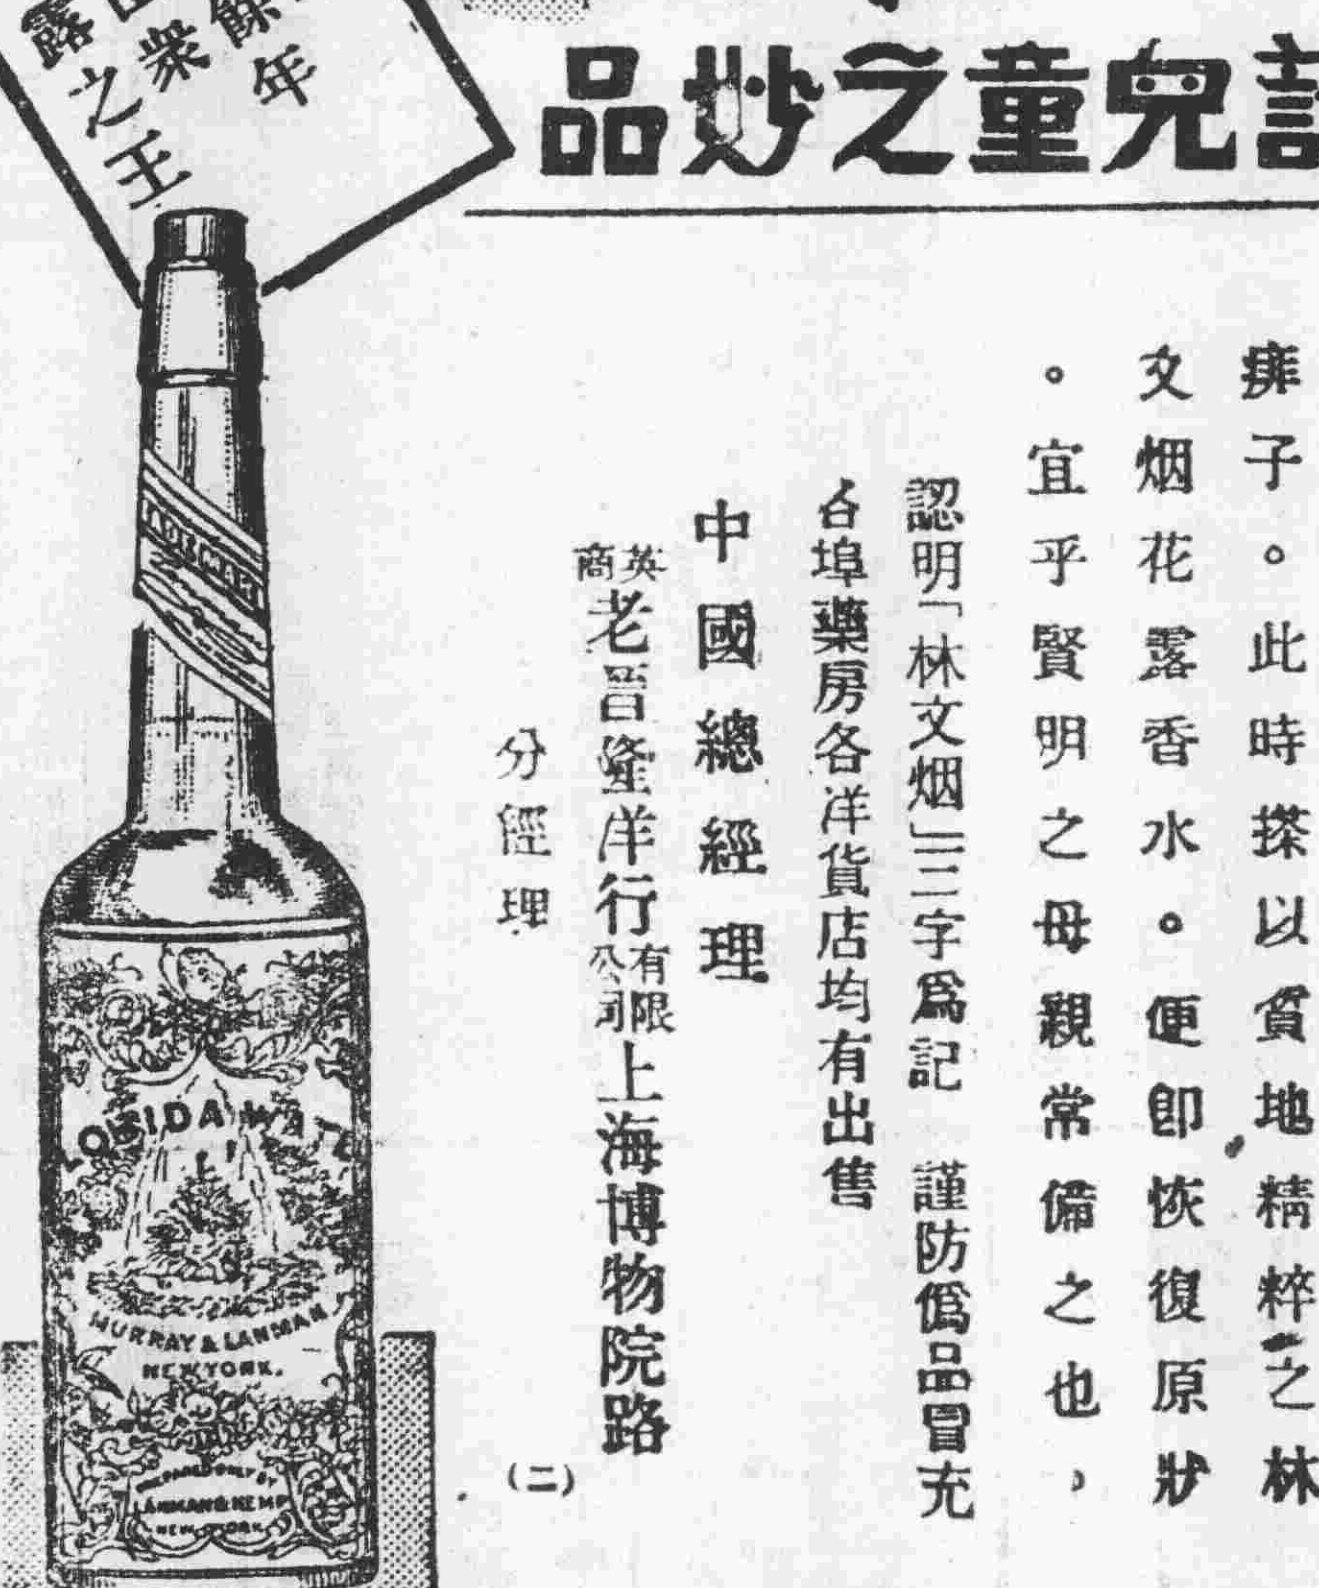 兒童之妙品
餘年
衆
露之王
痱子。此時搽以質地精粹之林
文烟花露香水。便即恢復原狀
。宜乎賢明之母親常備之也，
認明「林文烟」三字爲記　謹防僞品冒充
各埠藥房各洋貨店均有出售
中國總經理
英商老晋隆洋行有限公司上海博物院路
分經理
(二)
MURRAY & LANMAN
NEW YORK.
PREPARED ONLY BY
LANMAN & KEMP
NEW YORK.